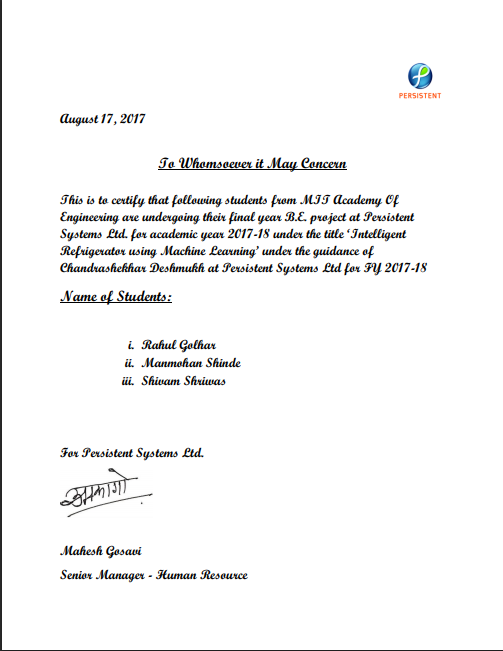 PERSISTENT
August 17, 2017
To Whomsoever it May Concern
This is to certify that following students from MIT Academy Of
Engineering are undergoing their final year B.E. project at Persistent
Systems Ltd. for academic year 2017-18 under the title ‘Intelligent
Refrigerator using Machine Learning’ under the guidance of
Chandrashekhar Deshmukh at Persistent Systems Ltd for FY 2017-18
Name of Students:
i. Rahul Golhar
ii. Manmohan Shinde
iii. Shivam Shriwas
For Persistent Systems Ltd.
Mahesh Gosavi
Senior Manager - Human Resource